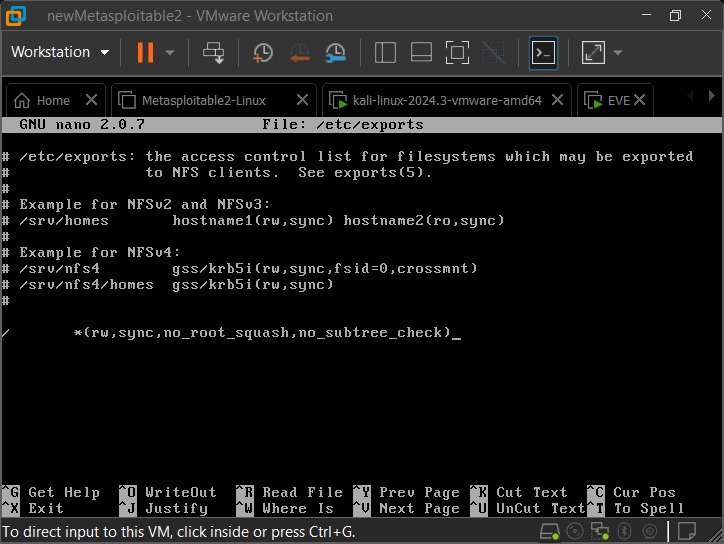 newMetasploitable2 - VMware Workstation
Workstation
Home Metasploitable2-Linux kali-linux-2024.3-vmware-amd64 EVE
GNU nano 2.0.7 File: /etc/exports
# /etc/exports: the access control list for filesystems which may be exported
# to NFS clients. See exports(5).
#
# Example for NFSv2 and NFSv3:
# /srv/homes hostname1(rw,sync) hostname2(ro,sync)
#
# Example for NFSv4:
# /srv/nfs4 gss/krb5i(rw,sync,fsid=0,crossmnt)
# /srv/nfs4/homes gss/krb5i(rw,sync)
#
/ *(rw,sync,no_root_squash,no_subtree_check)_
^G Get Help ^O WriteOut ^R Read File ^Y Prev Page ^K Cut Text ^C Cur Pos
^X Exit ^J Justify ^W Where Is ^V Next Page ^U UnCut Text ^T To Spell
To direct input to this VM, click inside or press Ctrl+G.